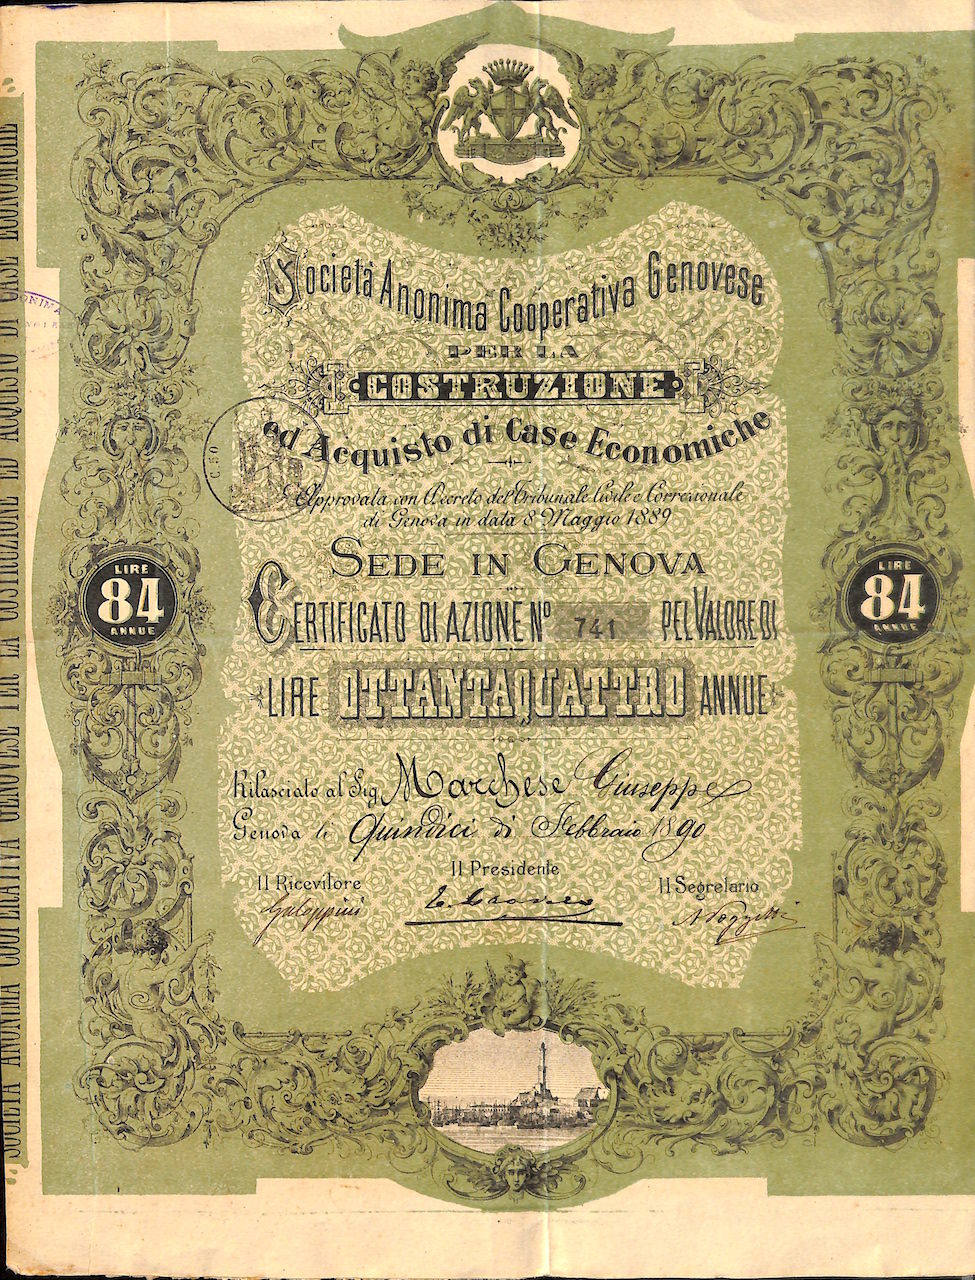 Società Anonima Cooperativa Genovese
PER LA
COSTRUZIONE
ed Acquisto di Case Economiche
Approvata con Decreto del Tribunale Civile e Correzionale
di Genova in data 8 Maggio 1889
SEDE IN GENOVA
CERTIFICATO DI AZIONE Nº 741 PEL VALORE DI
LIRE OTTANTAQUATTRO ANNUE
Rilasciato al Sig. Marchese Giuseppe
Genova li Quindici di Febbraio 1890
Il Ricevitore
Il Presidente
Il Segretario
Galeppini
LIRE
84
ANNUE
LIRE
84
ANNUE
SOCIETÀ ANONIMA COOPERATIVA GENOVESE PER LA COSTRUZIONE ED ACQUISTO DI CASE ECONOMICHE